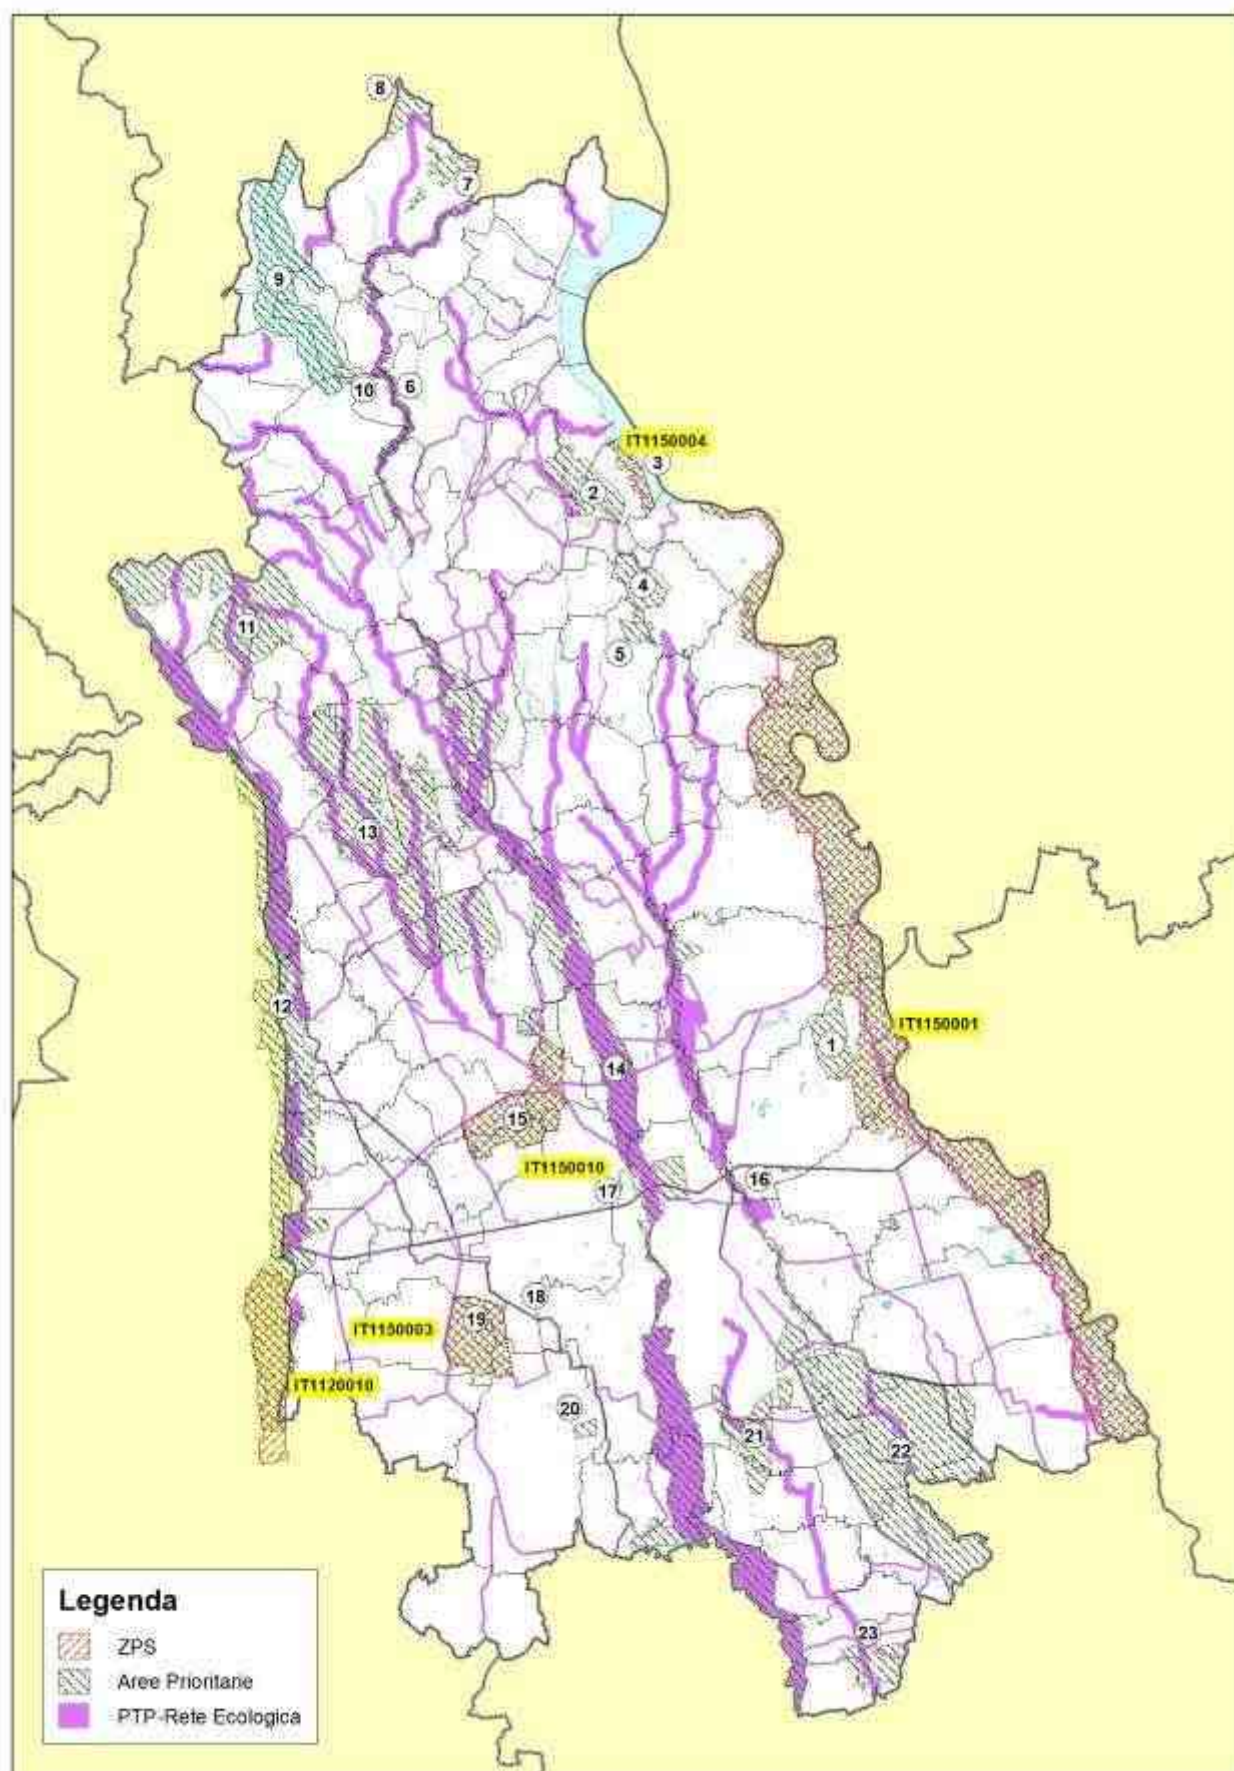 8
7
9
10
6
IT1150004
3
2
4
11
5
13
12
IT1150001
1
14
15
IT1150010
17
16
18
IT1150003
19
IT1120010
20
21
22
23
Legenda
ZPS
Aree Prioritarie
PTP-Rete Ecologica